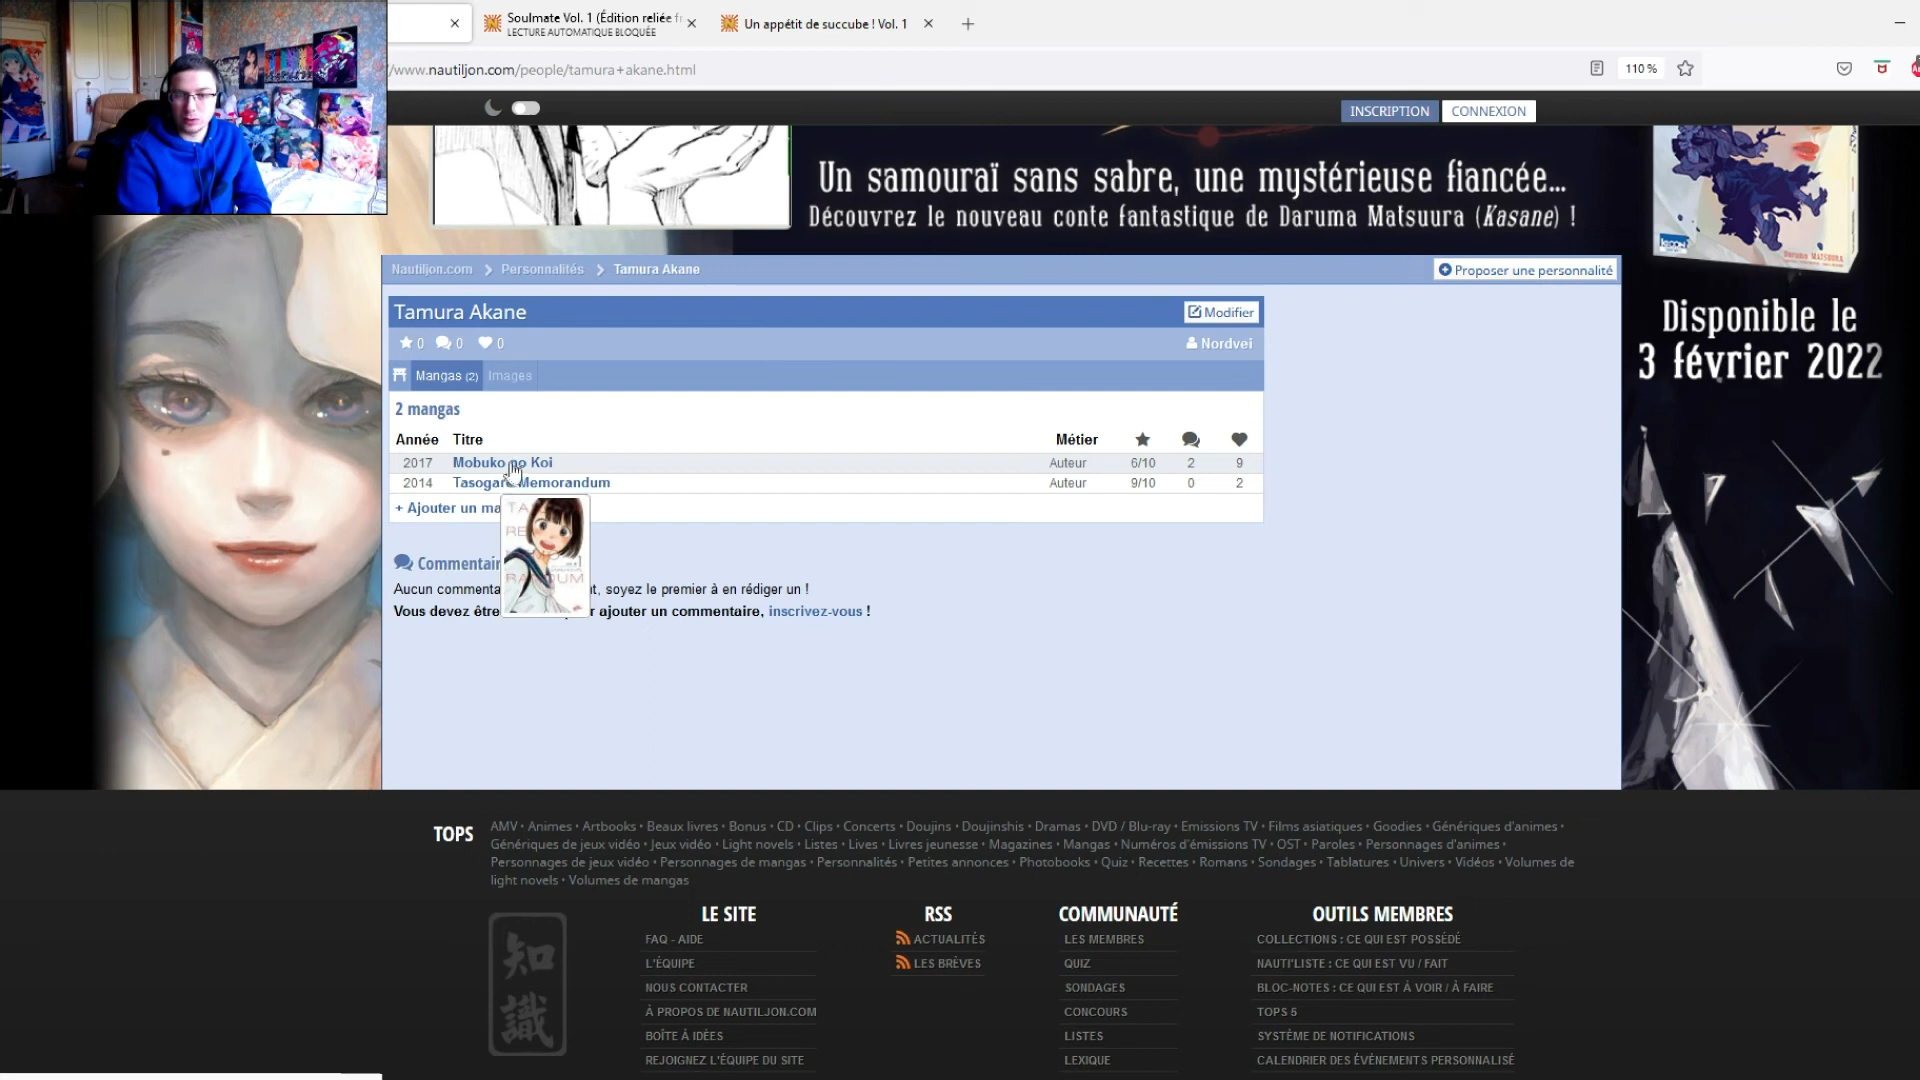 Soulmate Vol. 1 (Édition reliée fr
LECTURE AUTOMATIQUE BLOQUÉE
Un appétit de succube ! Vol. 1
/www.nautiljon.com/people/tamura+akane.html
110 %
INSCRIPTION
CONNEXION
Un samouraï sans sabre, une mystérieuse fiancée...
Découvrez le nouveau conte fantastique de Daruma Matsuura (Kasane) !
Daruma MATSUURA
Disponible le
3 février 2022
Nautiljon.com
Personnalités
Tamura Akane
Proposer une personnalité
Tamura Akane
Modifier
0
0
0
Nordvei
Mangas (2)
Images
2 mangas
Année
Titre
Métier
2017
Mobuko no Koi
Auteur
6/10
2
9
2014
Tasogare Memorandum
Auteur
9/10
0
2
+ Ajouter un ma
Commentair
Aucun commenta
nt, soyez le premier à en rédiger un !
Vous devez être
r ajouter un commentaire, inscrivez-vous !
TOPS
AMV • Animes • Artbooks • Beaux livres • Bonus • CD • Clips • Concerts • Doujins • Doujinshis • Dramas • DVD / Blu-ray • Emissions TV • Films asiatiques • Goodies • Génériques d'animes •
Génériques de jeux vidéo • Jeux vidéo • Light novels • Listes • Lives • Livres jeunesse • Magazines • Mangas • Numéros d'émissions TV • OST • Paroles • Personnages d'animes •
Personnages de jeux vidéo • Personnages de mangas • Personnalités • Petites annonces • Photobooks • Quiz • Recettes • Romans • Sondages • Tablatures • Univers • Vidéos • Volumes de
light novels • Volumes de mangas
知
識
LE SITE
FAQ - AIDE
L'ÉQUIPE
NOUS CONTACTER
À PROPOS DE NAUTILJON.COM
BOÎTE À IDÉES
REJOIGNEZ L'ÉQUIPE DU SITE
RSS
ACTUALITÉS
LES BRÈVES
COMMUNAUTÉ
LES MEMBRES
QUIZ
SONDAGES
CONCOURS
LISTES
LEXIQUE
OUTILS MEMBRES
COLLECTIONS : CE QUI EST POSSÉDÉ
NAUTI'LISTE : CE QUI EST VU / FAIT
BLOC-NOTES : CE QUI EST À VOIR / À FAIRE
TOPS 5
SYSTÈME DE NOTIFICATIONS
CALENDRIER DES ÉVÉNEMENTS PERSONNALISÉ